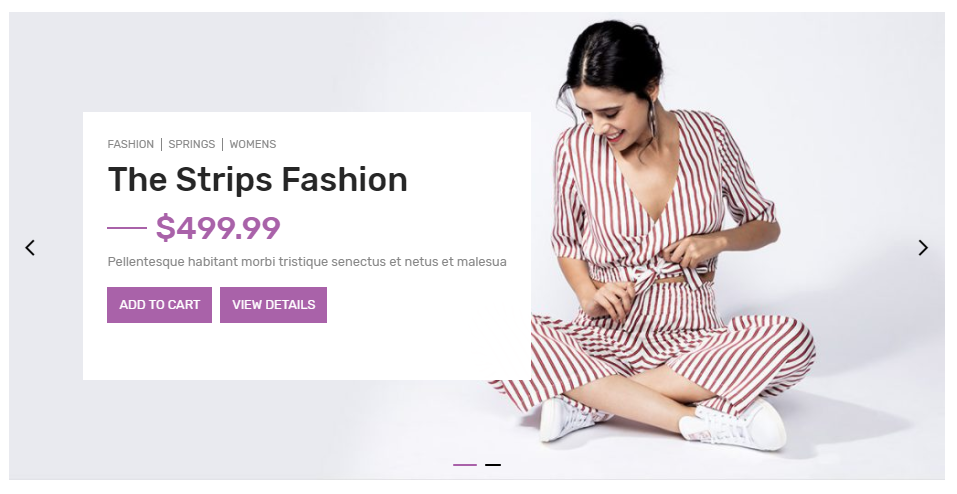 FASHION | SPRINGS | WOMENS
The Strips Fashion
$499.99
Pellentesque habitant morbi tristique senectus et netus et malesua
ADD TO CART VIEW DETAILS